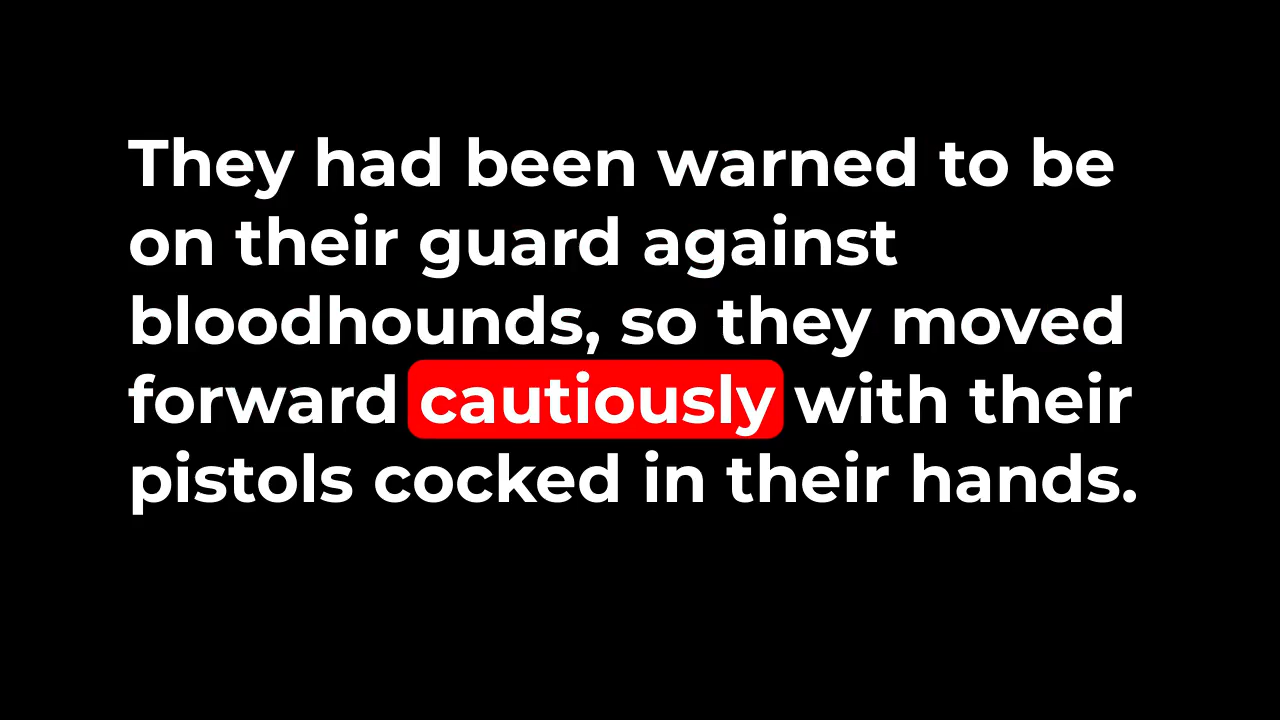 They had been warned to be
on their guard against
bloodhounds, so they moved
forward cautiously with their
pistols cocked in their hands.